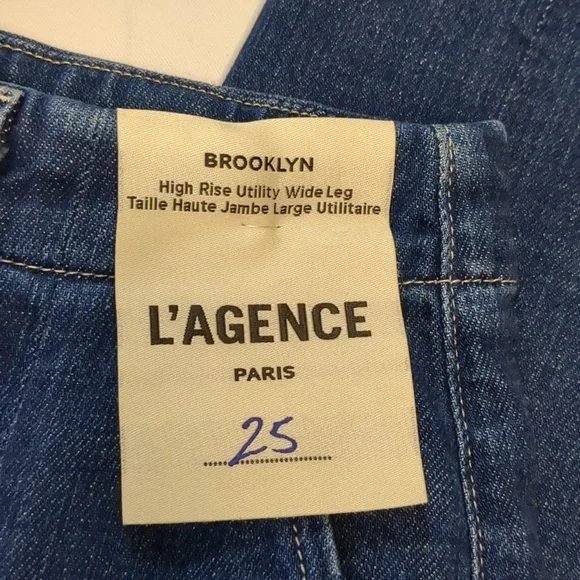 BROOKLYN
High Rise Utility Wide Leg
Taille Haute Jambe Large Utilitaire
L'AGENCE
PARIS
25